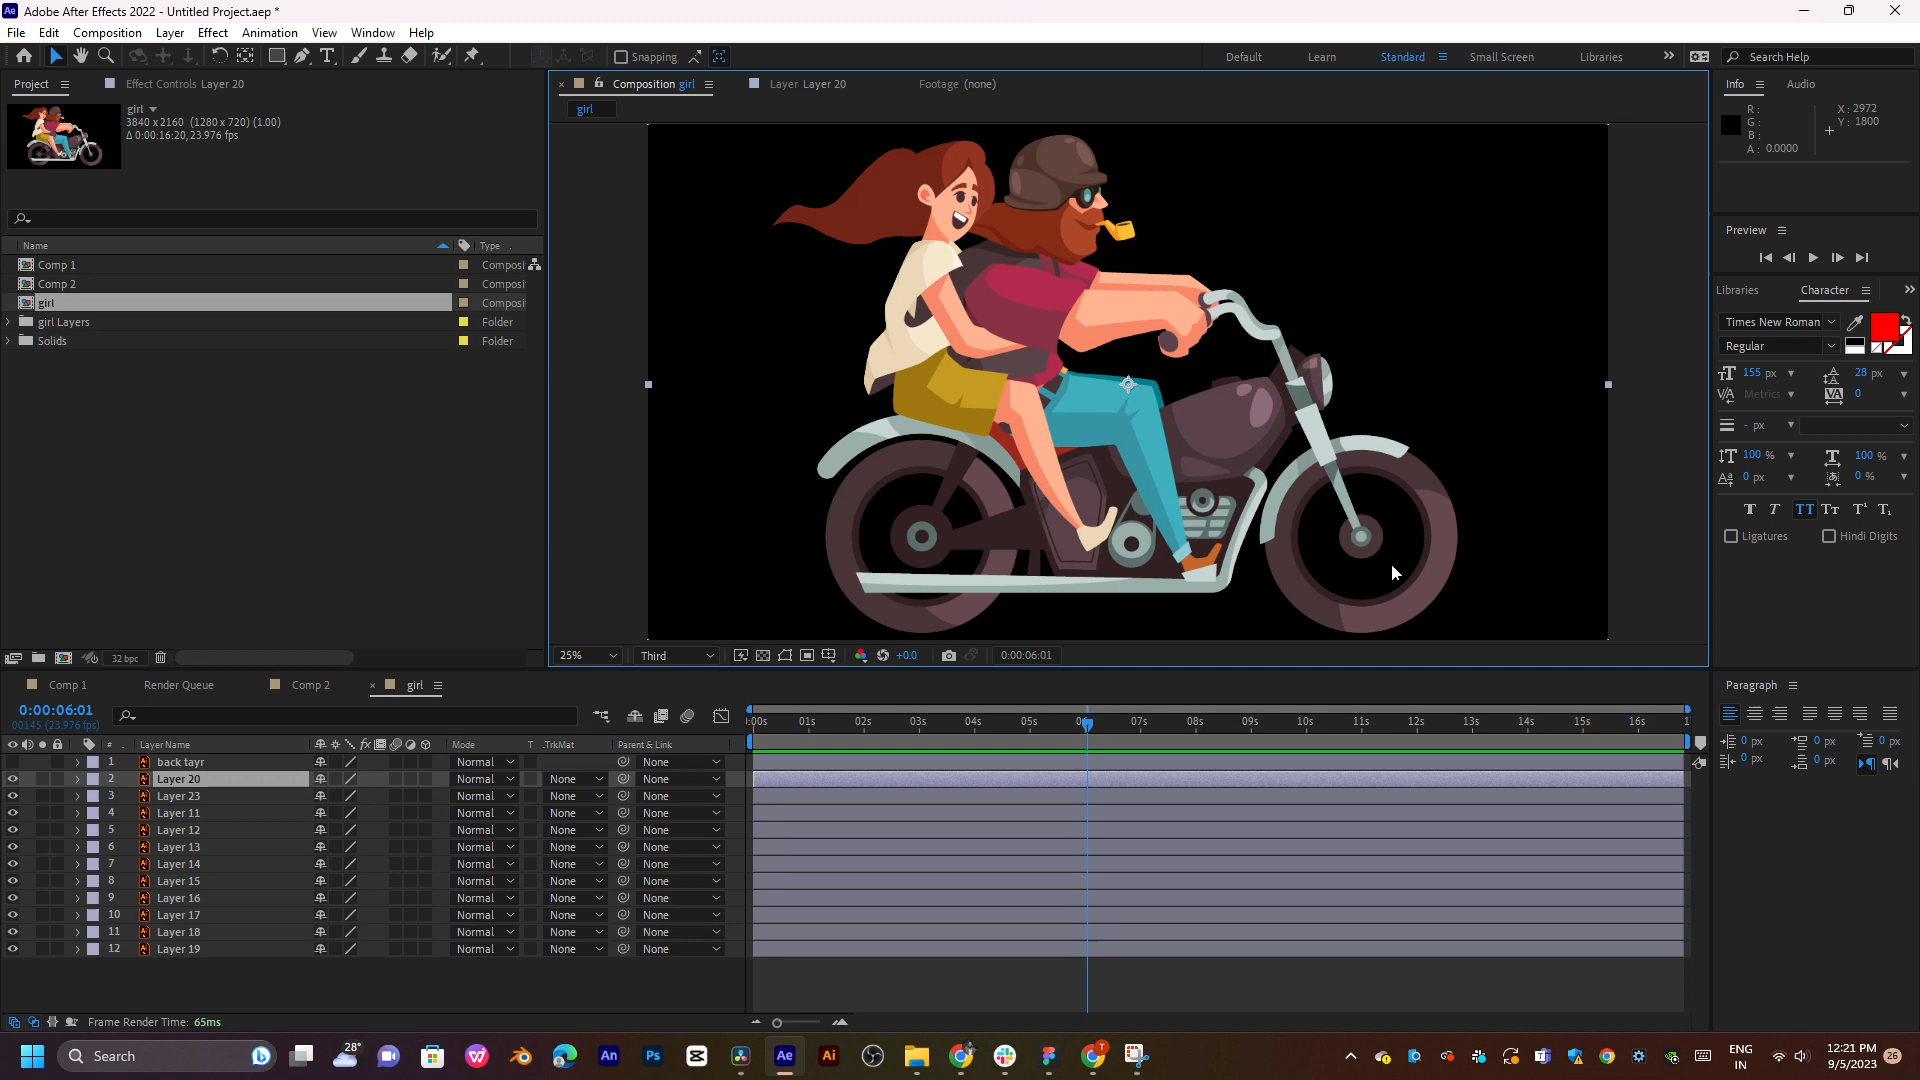 Adobe After Effects 2022 - Untitled Project.aep *
File Edit Composition Layer Effect Animation View Window Help
Snapping Default Learn Standard Small Screen Libraries Search Help
Project Effect Controls Layer 20
girl
3840 x 2160 (1280 x 720) (1.00)
Δ 0:00:16:20, 23.976 fps
Name Type
Comp 1 Composi
Comp 2 Composi
girl Composi
girl Layers Folder
Solids Folder
32 bpc
Composition girl Layer Layer 20 Footage (none)
girl
25% Third +0.0 0:00:06:01
Info Audio
R:
G:
B:
A: 0.0000
X: 2972
Y: 1800
Preview
Libraries Character
Times New Roman
Regular
155 px 28 px
Metrics 0
- px
100 % 100 %
0 px 0 %
Ligatures Hindi Digits
Comp 1 Render Queue Comp 2 girl
0:00:06:01
00145 (23.976 fps)
:00s 01s 02s 03s 04s 05s 07s 08s 09s 10s 11s 12s 13s 14s 15s 16s
# Layer Name Mode T .TrkMat Parent & Link
1 back tayr Normal None
2 Layer 20 Normal None None
3 Layer 23 Normal None None
4 Layer 11 Normal None None
5 Layer 12 Normal None None
6 Layer 13 Normal None None
7 Layer 14 Normal None None
8 Layer 15 Normal None None
9 Layer 16 Normal None None
10 Layer 17 Normal None None
11 Layer 18 Normal None None
12 Layer 19 Normal None None
Frame Render Time: 65ms
Paragraph
0 px 0 px 0 px
0 px 0 px
Search 28° ENG
IN 12:21 PM
9/5/2023 26